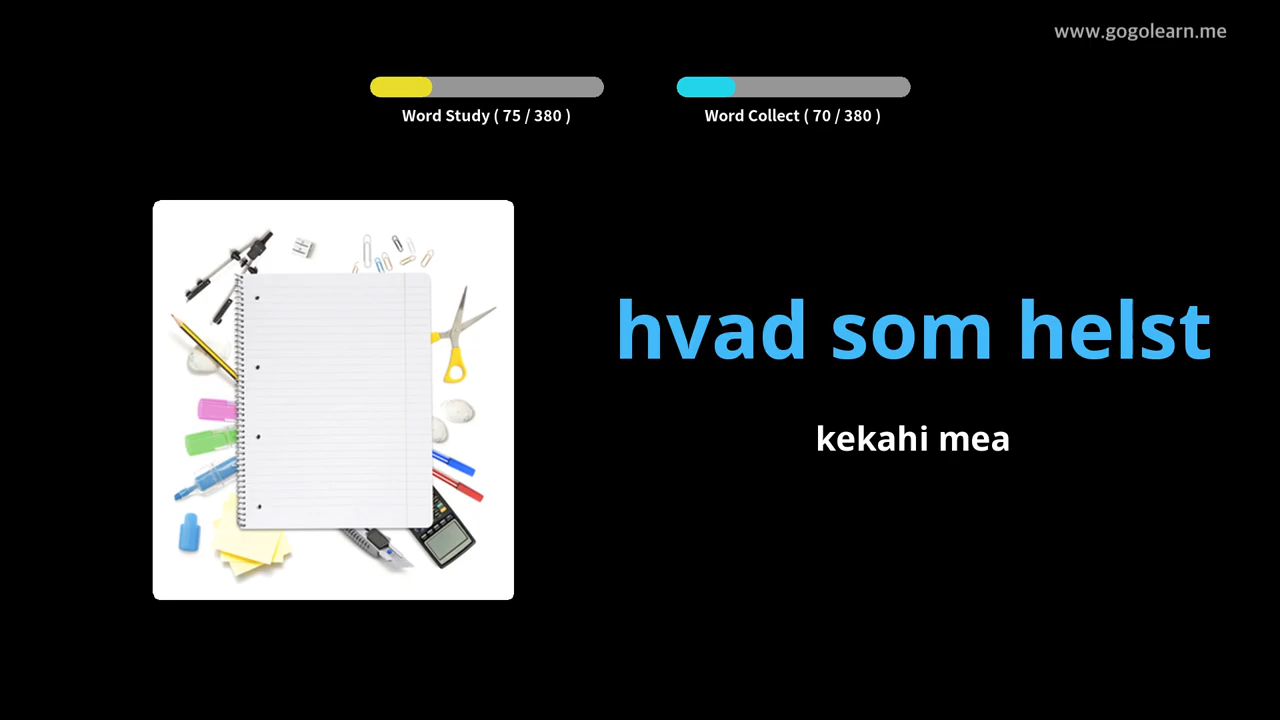 www.gogolearn.me
Word Study ( 75 / 380 )
Word Collect ( 70 / 380 )
hvad som helst
kekahi mea